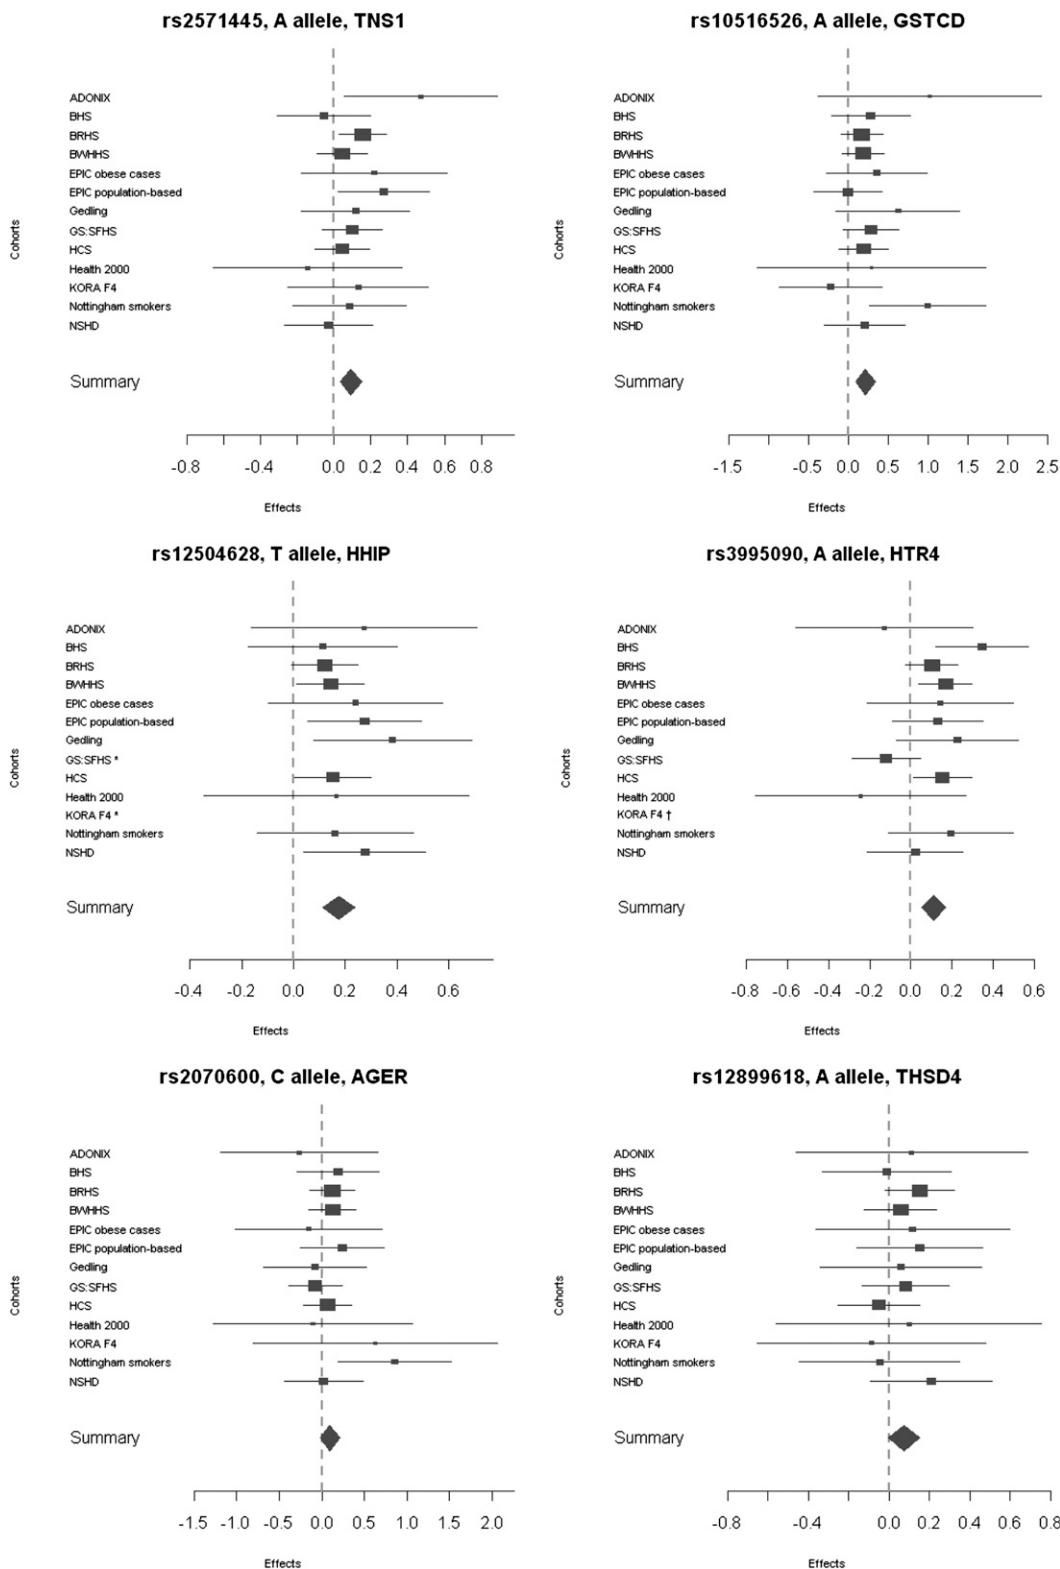 rs2571445, A allele, TNS1
Cohorts
ADONIX
BHS
BRHS
BWHHS
EPIC obese cases
EPIC population-based
Gedling
GS:SFHS
HCS
Health 2000
KORA F4
Nottingham smokers
NSHD
Summary
-0.8 -0.4 0.0 0.2 0.4 0.6 0.8
Effects
rs10516526, A allele, GSTCD
Cohorts
ADONIX
BHS
BRHS
BWHHS
EPIC obese cases
EPIC population-based
Gedling
GS:SFHS
HCS
Health 2000
KORA F4
Nottingham smokers
NSHD
Summary
-1.5 -0.5 0.0 0.5 1.0 1.5 2.0 2.5
Effects
rs12504628, T allele, HHIP
Cohorts
ADONIX
BHS
BRHS
BWHHS
EPIC obese cases
EPIC population-based
Gedling
GS:SFHS *
HCS
Health 2000
KORA F4 *
Nottingham smokers
NSHD
Summary
-0.4 -0.2 0.0 0.2 0.4 0.6
Effects
rs3995090, A allele, HTR4
Cohorts
ADONIX
BHS
BRHS
BWHHS
EPIC obese cases
EPIC population-based
Gedling
GS:SFHS
HCS
Health 2000
KORA F4 †
Nottingham smokers
NSHD
Summary
-0.8 -0.6 -0.4 -0.2 0.0 0.2 0.4 0.6
Effects
rs2070600, C allele, AGER
Cohorts
ADONIX
BHS
BRHS
BWHHS
EPIC obese cases
EPIC population-based
Gedling
GS:SFHS
HCS
Health 2000
KORA F4
Nottingham smokers
NSHD
Summary
-1.5 -1.0 -0.5 0.0 0.5 1.0 1.5 2.0
Effects
rs12899618, A allele, THSD4
Cohorts
ADONIX
BHS
BRHS
BWHHS
EPIC obese cases
EPIC population-based
Gedling
GS:SFHS
HCS
Health 2000
KORA F4
Nottingham smokers
NSHD
Summary
-0.8 -0.4 0.0 0.2 0.4 0.6 0.8
Effects